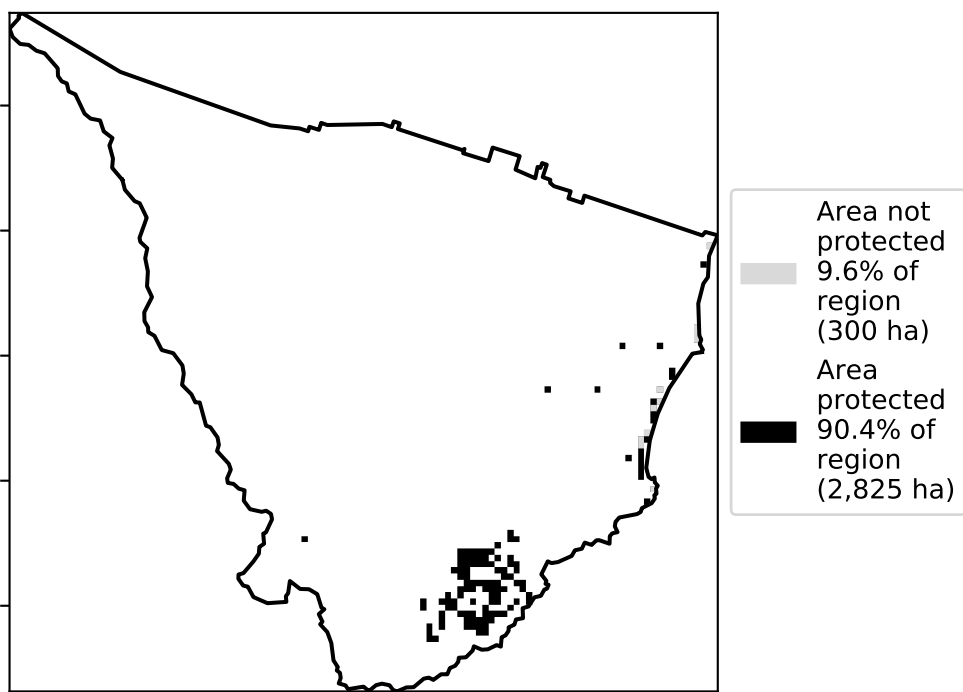 Area not
protected
9.6% of
region
(300 ha)
Area
protected
90.4% of
region
(2,825 ha)